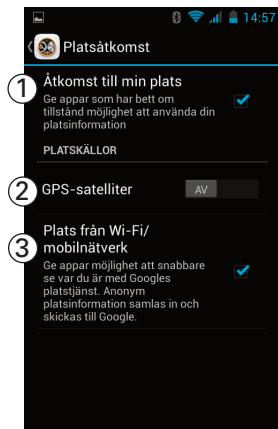 14:57
Platsåtkomst
1
Åtkomst till min plats
Ge appar som har bett om
tillstånd möjlighet att använda din
platsinformation
PLATSKÄLLOR
2
GPS-satelliter
AV
3
Plats från Wi-Fi/
mobilnätverk
Ge appar möjlighet att snabbare
se var du är med Googles
platstjänst. Anonym
platsinformation samlas in och
skickas till Google.